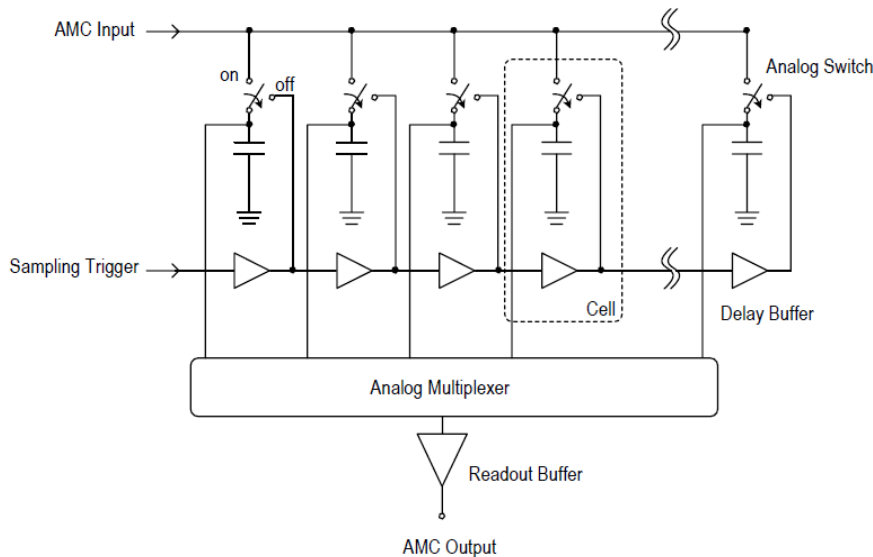 AMC Input
on
off
Analog Switch
Sampling Trigger
Cell
Delay Buffer
Analog Multiplexer
Readout Buffer
AMC Output